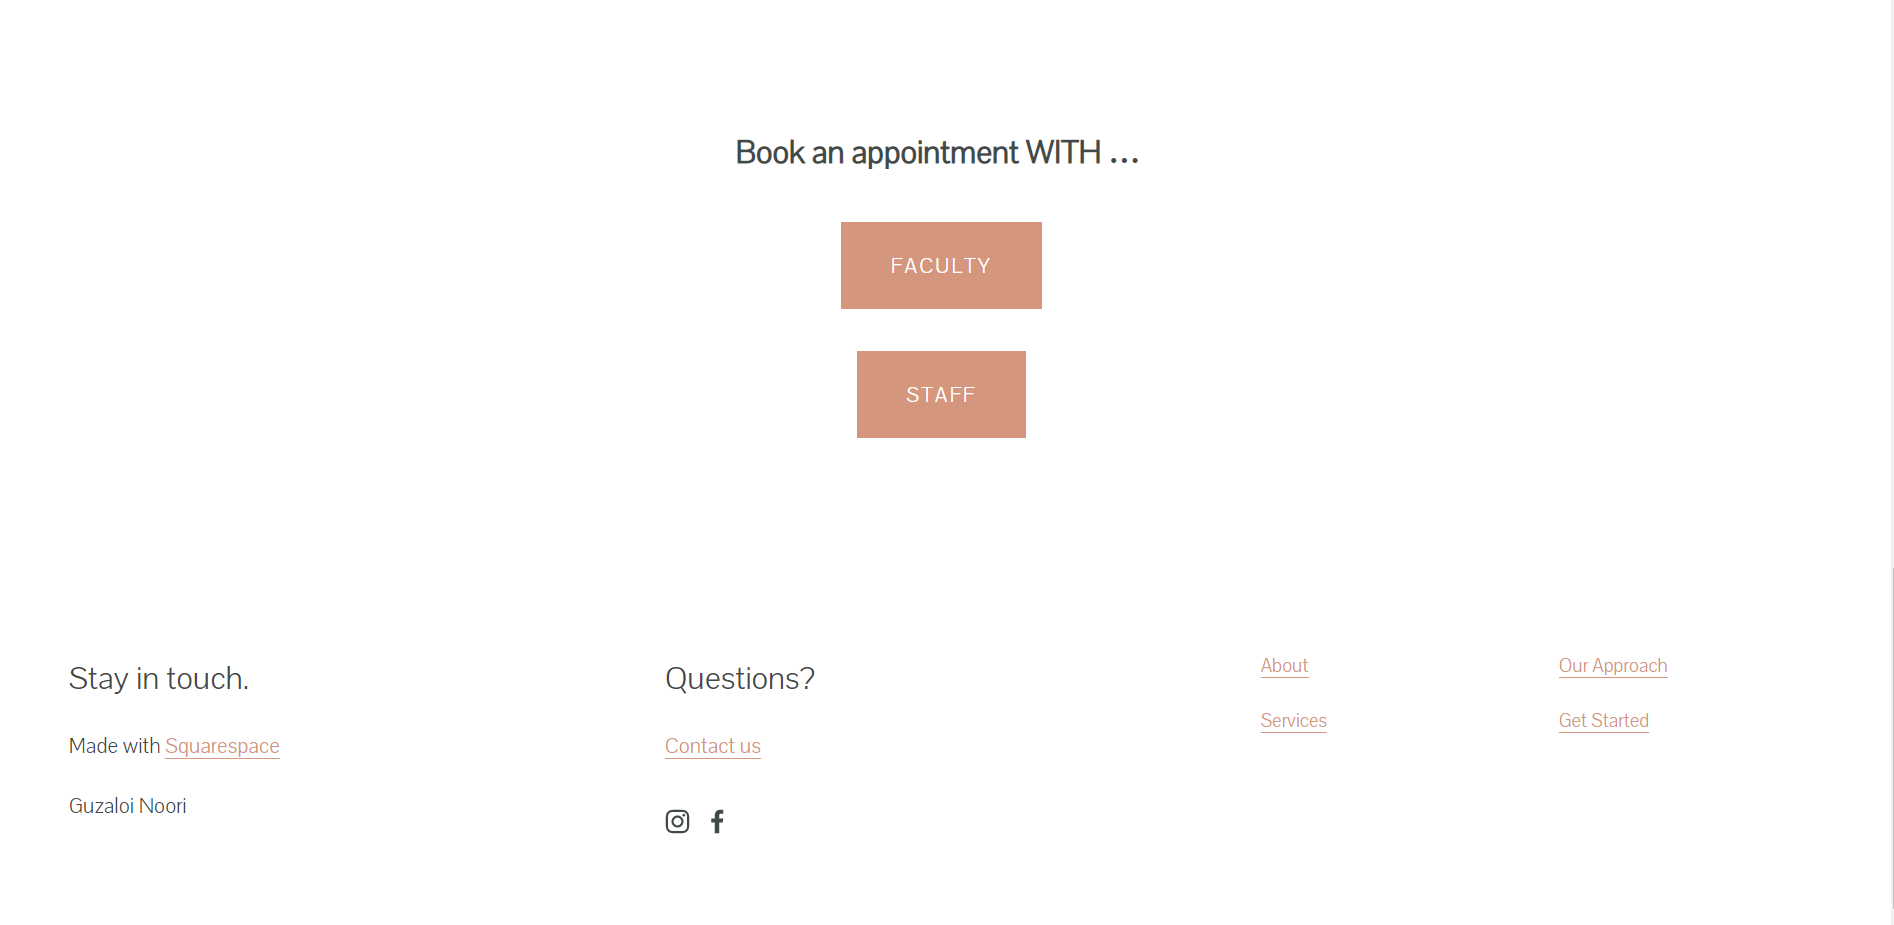 Book an appointment WITH ...
FACULTY
STAFF
Stay in touch.
Made with Squarespace
Guzaloi Noori
Questions?
Contact us
About
Services
Our Approach
Get Started